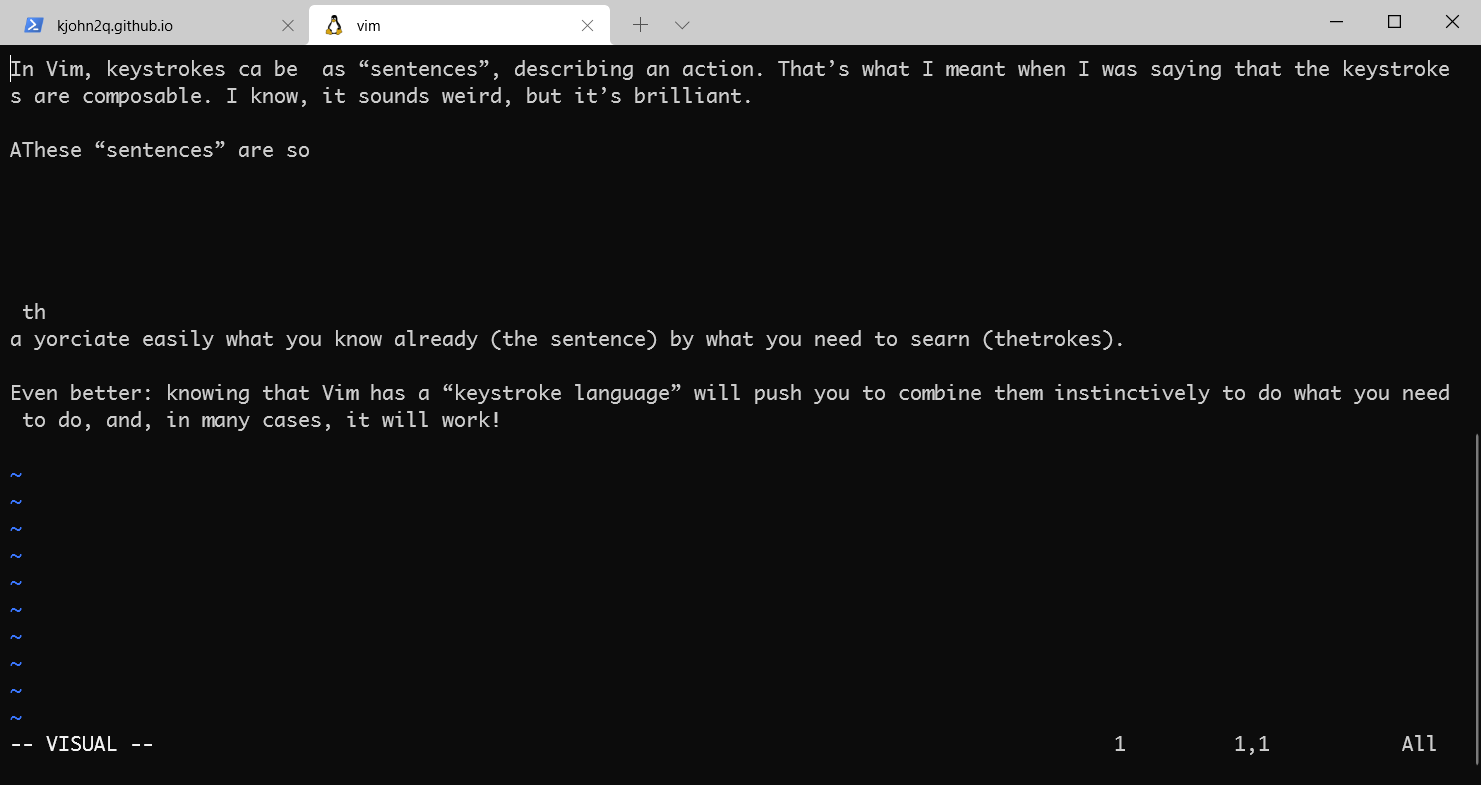 kjohn2q.github.io
vim
In Vim, keystrokes ca be  as “sentences”, describing an action. That’s what I meant when I was saying that the keystroke
s are composable. I know, it sounds weird, but it’s brilliant.
AThese “sentences” are so
th
a yorciate easily what you know already (the sentence) by what you need to searn (thetrokes).
Even better: knowing that Vim has a “keystroke language” will push you to combine them instinctively to do what you need
to do, and, in many cases, it will work!
~
~
~
~
~
~
~
~
~
~
-- VISUAL -- 1 1,1 All